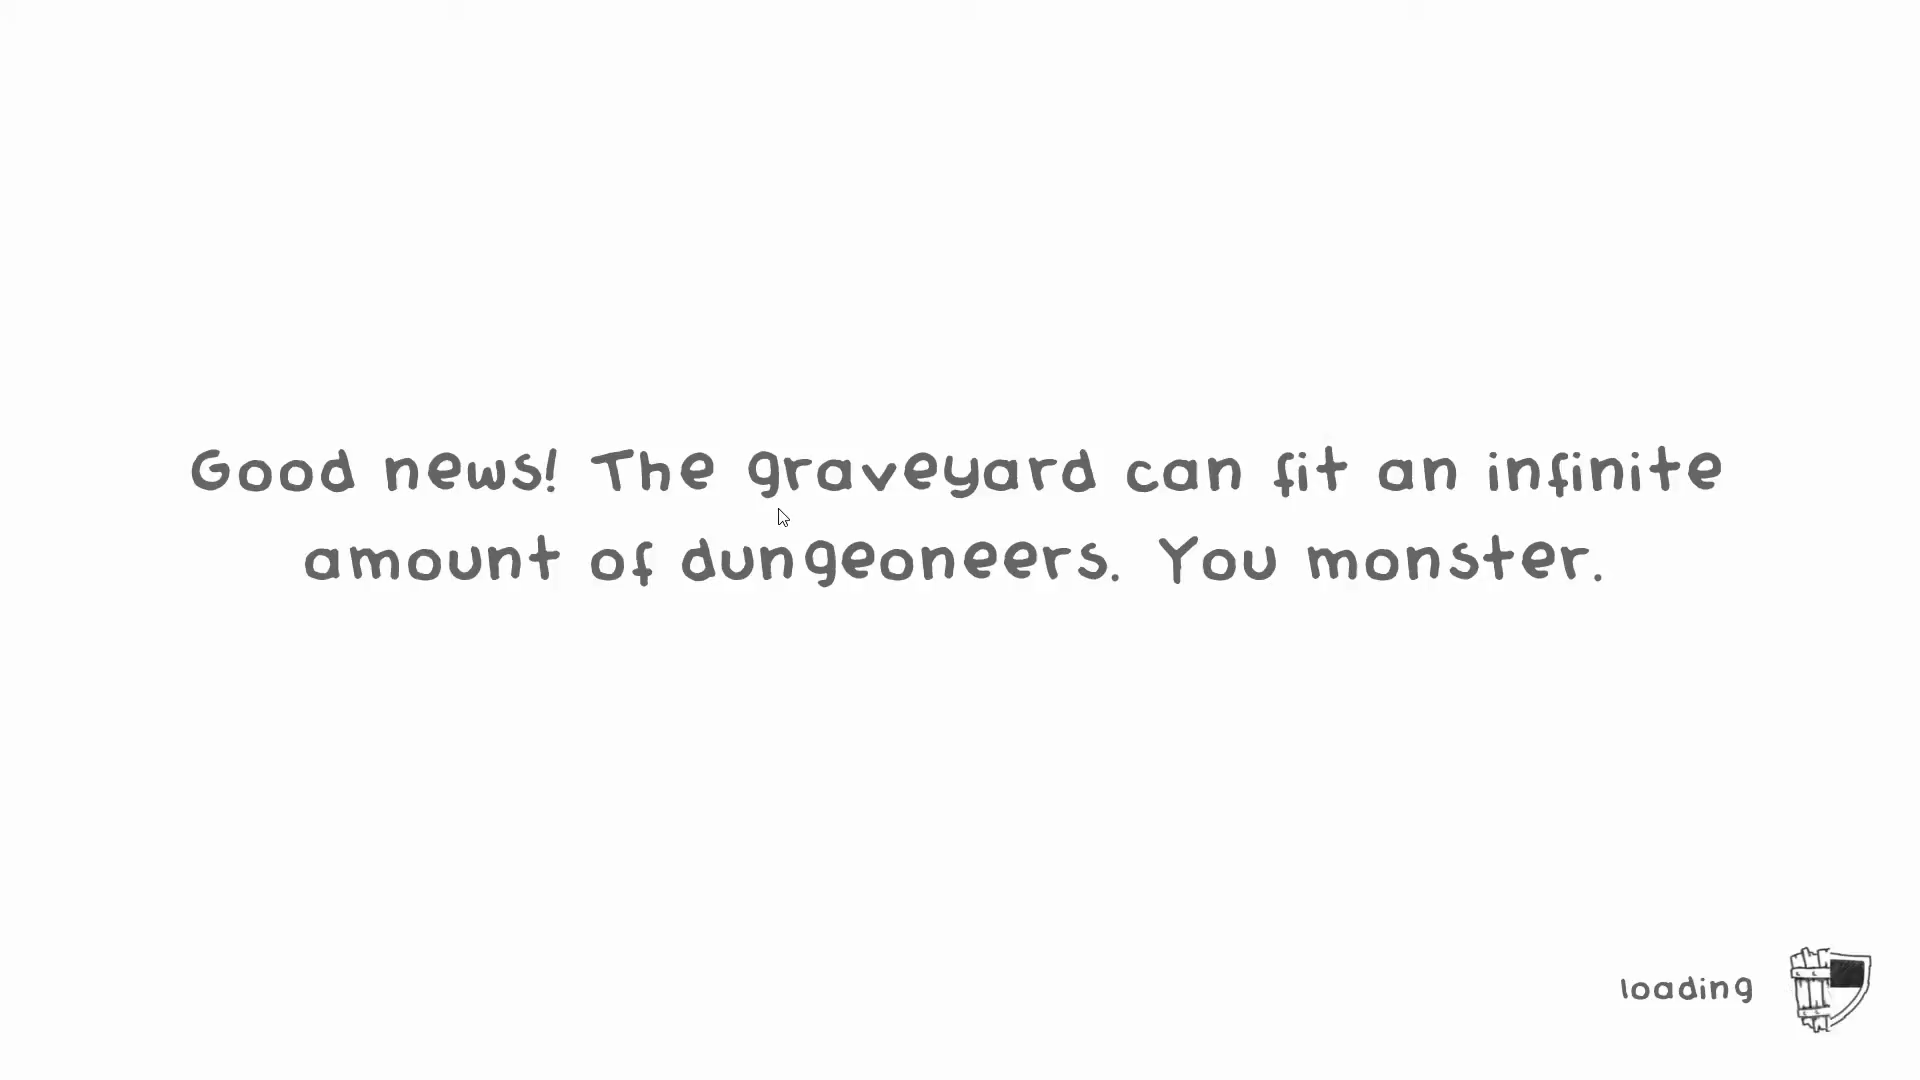 Good news! The graveyard can fit an infinite
amount of dungeoneers. You monster.
loading